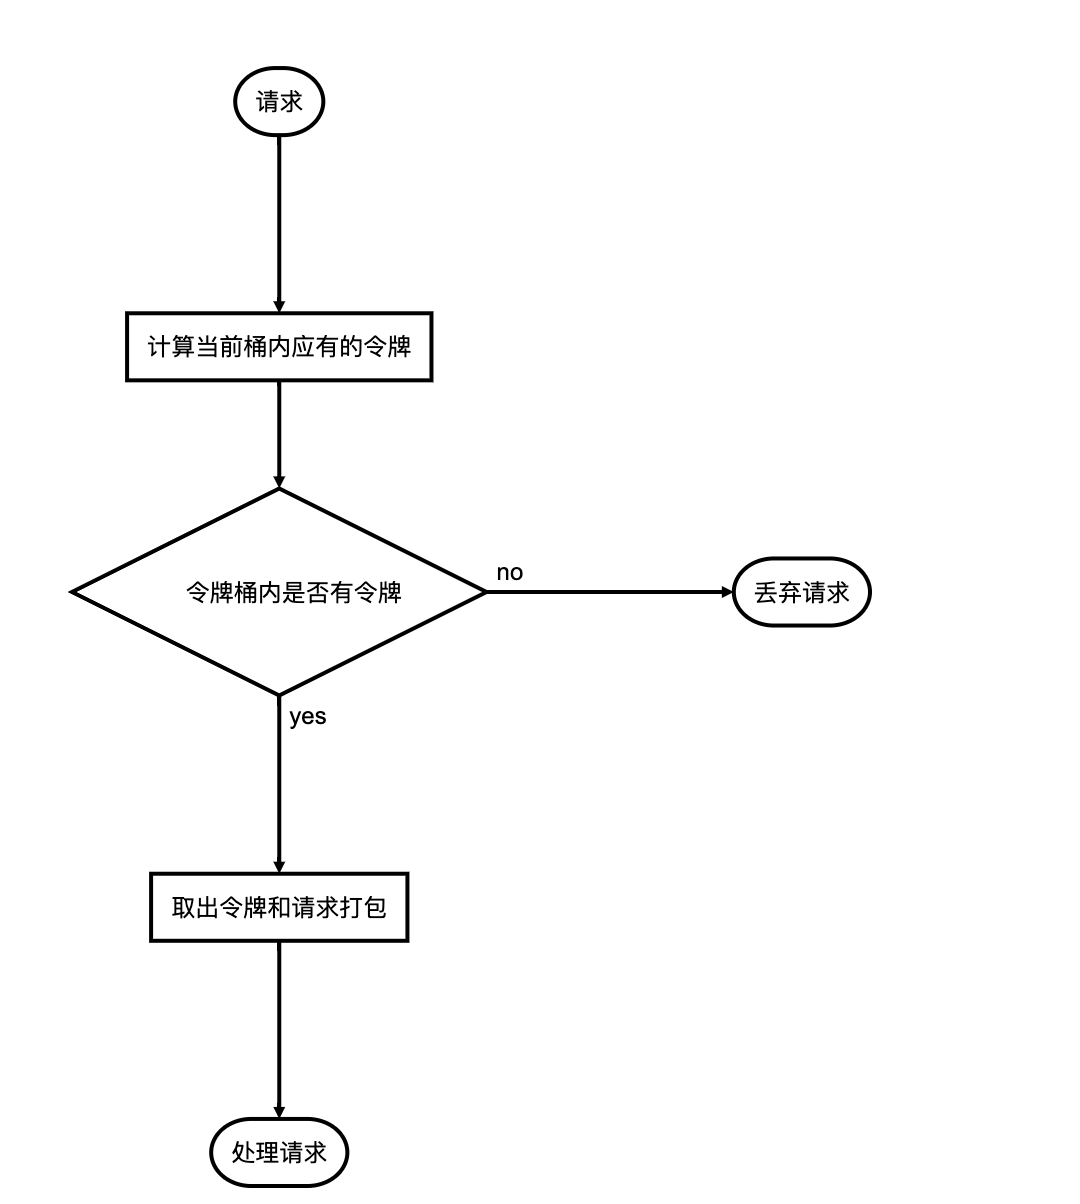 请求
计算当前桶内应有的令牌
令牌桶内是否有令牌
no
丢弃请求
yes
取出令牌和请求打包
处理请求